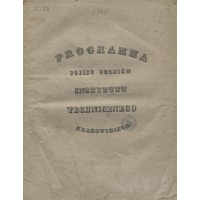 PROGRAMMA
POPISU UCZNIÓW
INSTYTUTU
TECHNICZNEGO
KRAKOWSKIEGO